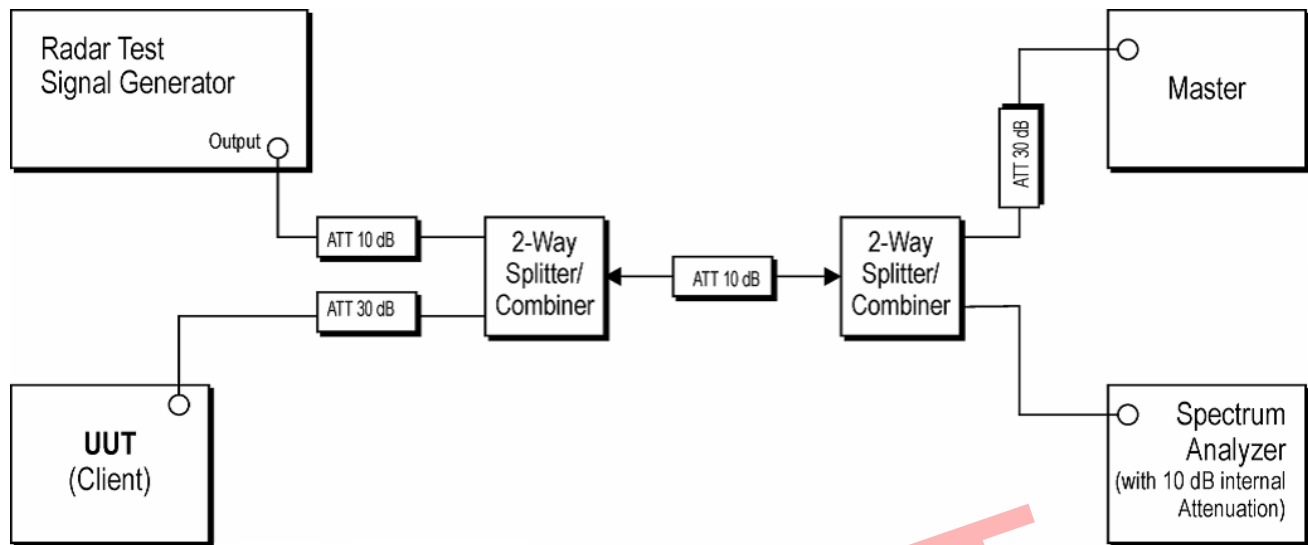 Radar Test
Signal Generator
Output
ATT 10 dB
ATT 30 dB
UUT
(Client)
2-Way
Splitter/
Combiner
ATT 10 dB
2-Way
Splitter/
Combiner
ATT 30 dB
Master
Spectrum
Analyzer
(with 10 dB internal
Attenuation)